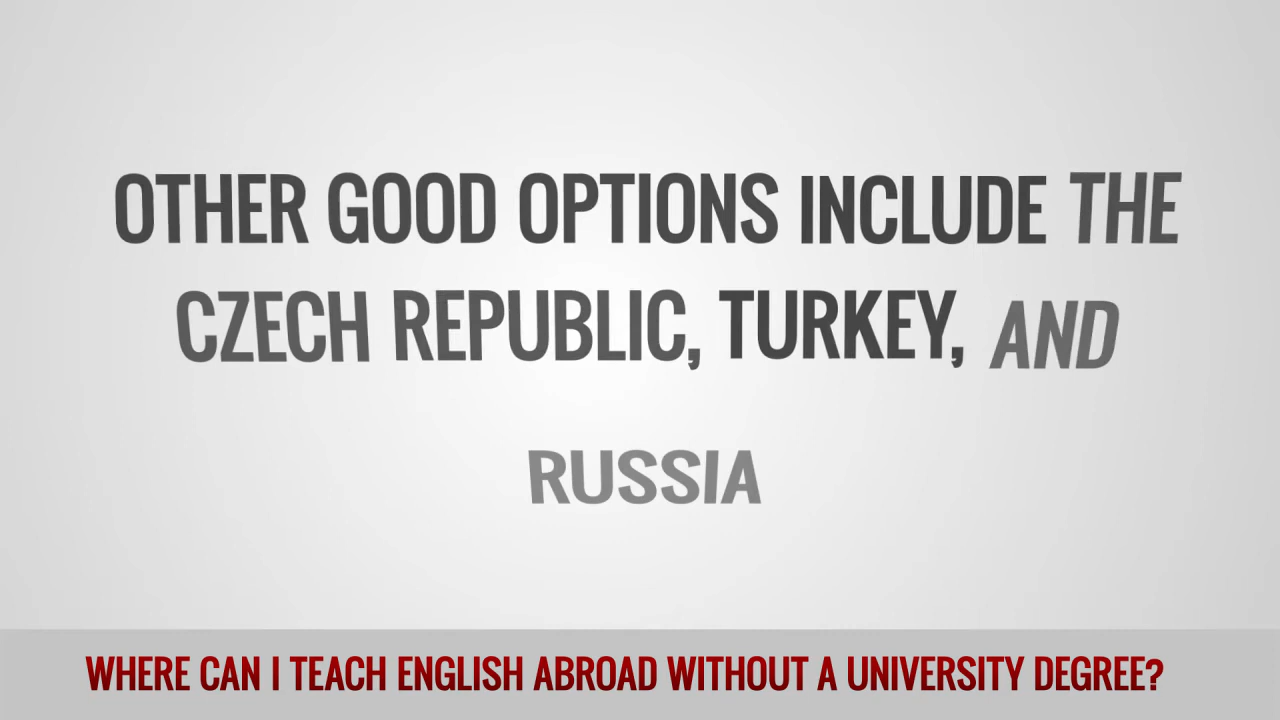 OTHER GOOD OPTIONS INCLUDE THE
CZECH REPUBLIC, TURKEY, AND
RUSSIA
WHERE CAN I TEACH ENGLISH ABROAD WITHOUT A UNIVERSITY DEGREE?